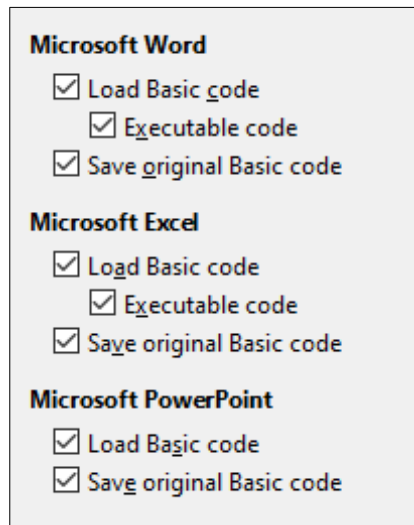 Microsoft Word
Load Basic code
Executable code
Save original Basic code
Microsoft Excel
Load Basic code
Executable code
Save original Basic code
Microsoft PowerPoint
Load Basic code
Save original Basic code